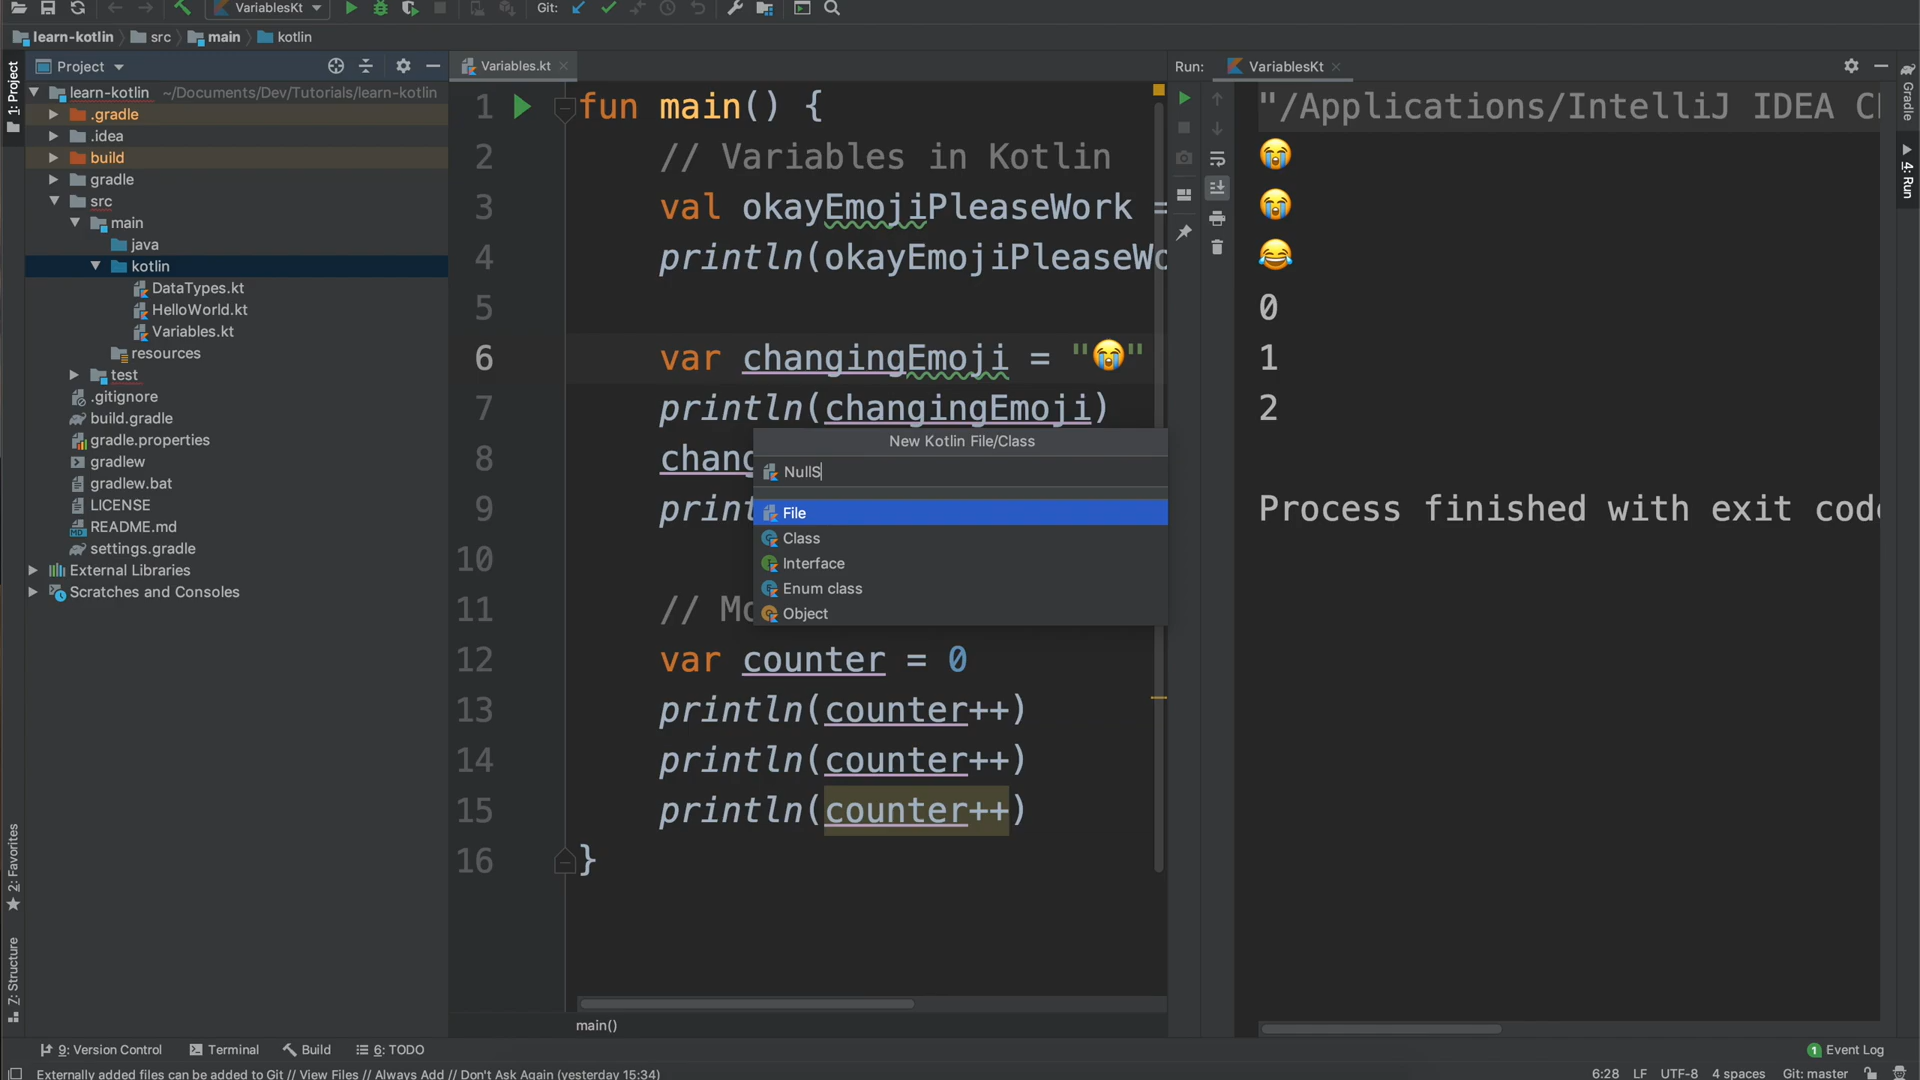 VariablesKt
Git:
learn-kotlin
src
main
kotlin
1: Project
Project
learn-kotlin ~/Documents/Dev/Tutorials/learn-kotlin
.gradle
.idea
build
gradle
src
main
java
kotlin
DataTypes.kt
HelloWorld.kt
Variables.kt
resources
test
.gitignore
build.gradle
gradle.properties
gradlew
gradlew.bat
LICENSE
README.md
settings.gradle
External Libraries
Scratches and Consoles
2: Favorites
7: Structure
Variables.kt
1 fun main() {
2 // Variables in Kotlin
3 val okayEmojiPleaseWork =
4 println(okayEmojiPleaseWo
5
6 var changingEmoji = "😭"
7 println(changingEmoji)
8 chang
9 print
10
11 // Mo
12 var counter = 0
13 println(counter++)
14 println(counter++)
15 println(counter++)
16 }
New Kotlin File/Class
NullS
File
Class
Interface
Enum class
Object
main()
Run: VariablesKt
"/Applications/IntelliJ IDEA C
😭
😭
😂
0
1
2
Process finished with exit code
Gradle
4: Run
9: Version Control
Terminal
Build
6: TODO
1 Event Log
Externally added files can be added to Git // View Files // Always Add // Don't Ask Again (yesterday 15:34)
6:28 LF UTF-8 4 spaces Git: master